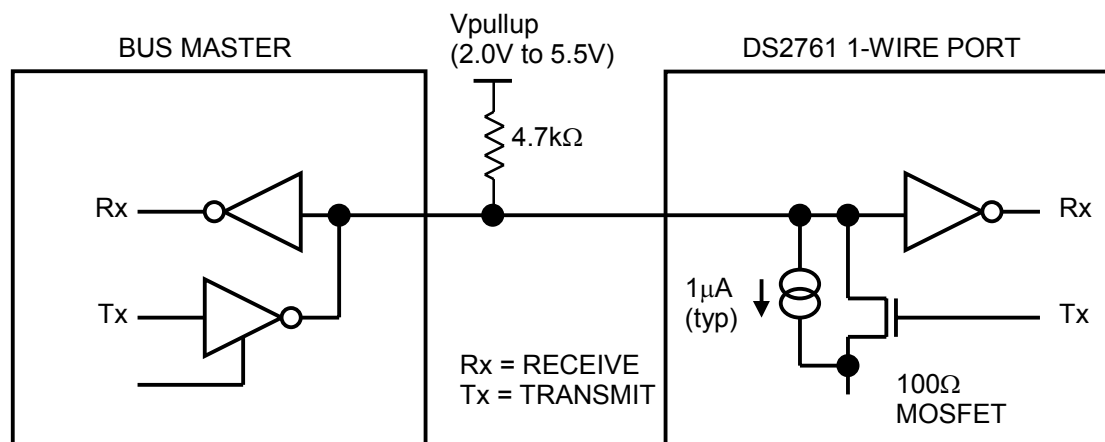 Vpullup
(2.0V to 5.5V)
BUS MASTER
DS2761 1-WIRE PORT
4.7kΩ
Rx
Rx
1μA
(typ)
Tx
Tx
Rx = RECEIVE
Tx = TRANSMIT
100Ω
MOSFET